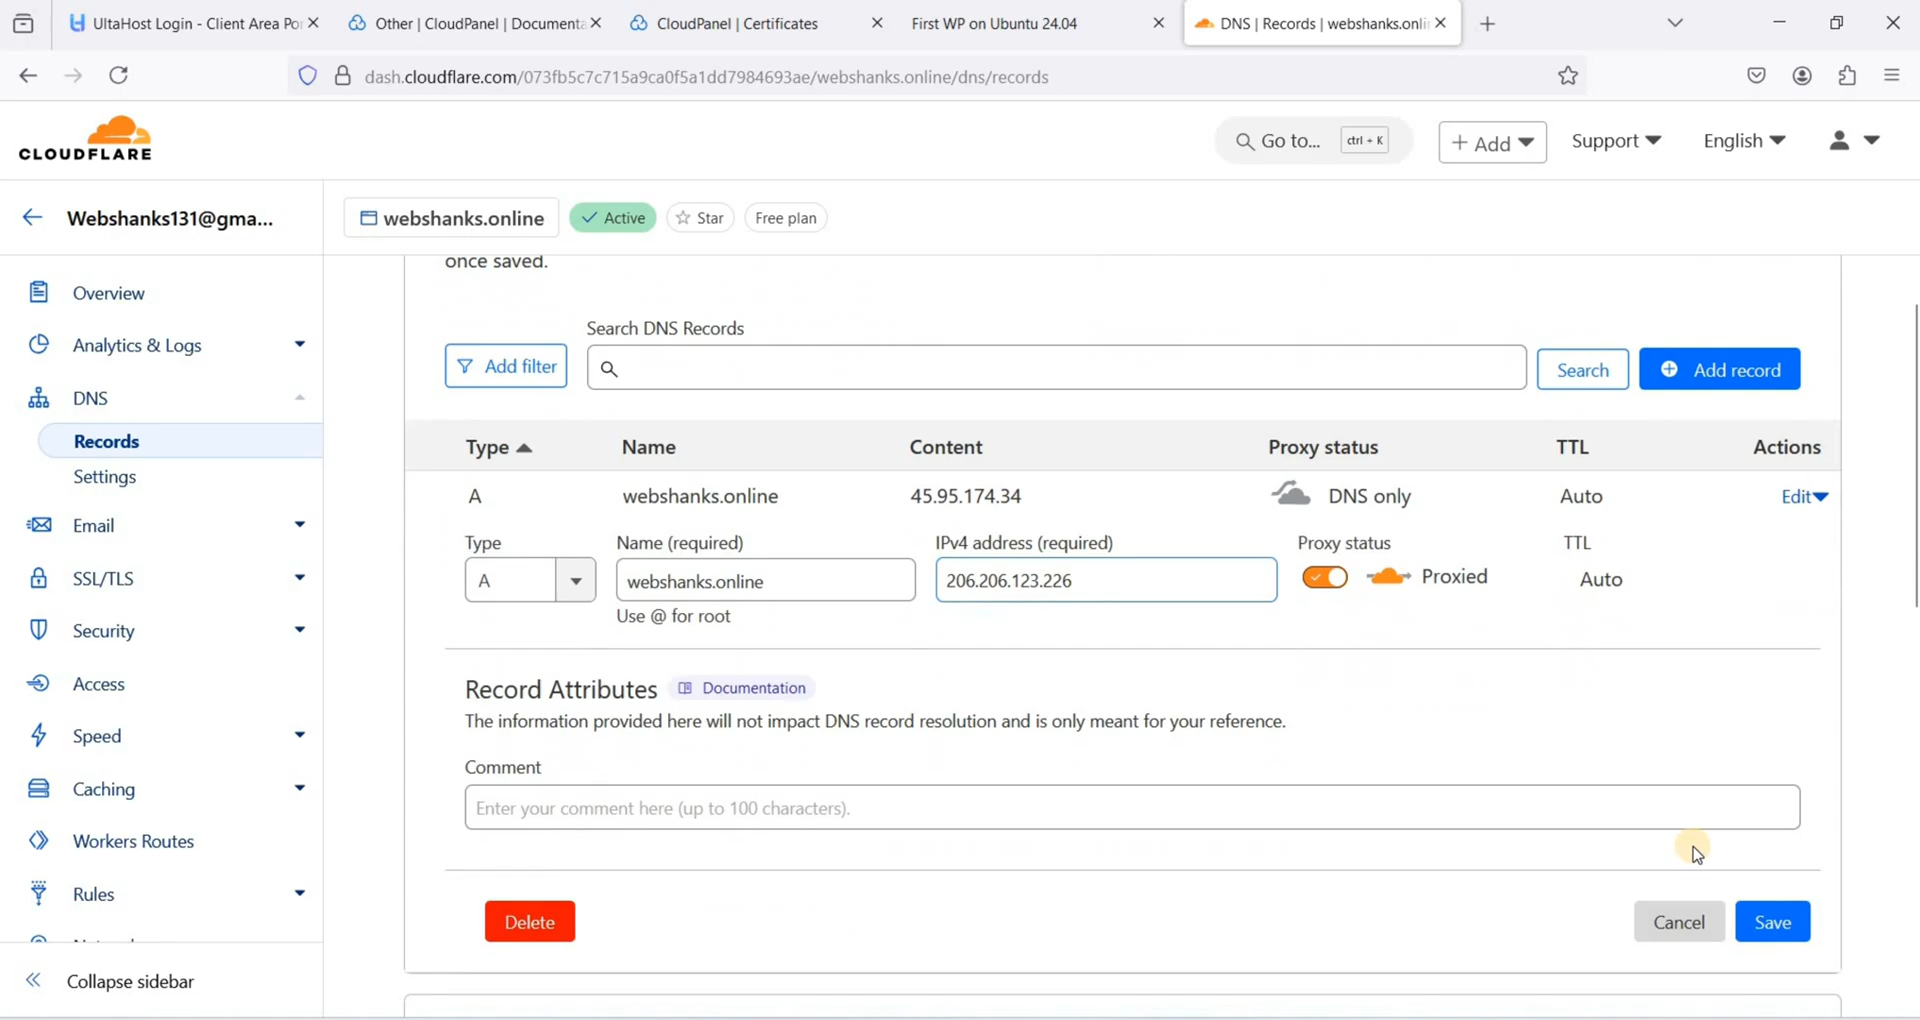 UltaHost Login - Client Area Por
Other | CloudPanel | Documenta
CloudPanel | Certificates
First WP on Ubuntu 24.04
DNS | Records | webshanks.onli
dash.cloudflare.com/073fb5c7c715a9ca0f5a1dd7984693ae/webshanks.online/dns/records
CLOUDFLARE
Go to... ctrl + K
+ Add
Support
English
Webshanks131@gma...
webshanks.online
Active
Star
Free plan
Overview
Analytics & Logs
DNS
Records
Settings
Email
SSL/TLS
Security
Access
Speed
Caching
Workers Routes
Rules
Collapse sidebar
once saved.
Search DNS Records
Add filter
Search
Add record
Type Name Content Proxy status TTL Actions
A webshanks.online 45.95.174.34 DNS only Auto Edit
Type Name (required) IPv4 address (required) Proxy status TTL
A webshanks.online 206.206.123.226 Proxied Auto
Use @ for root
Record Attributes Documentation
The information provided here will not impact DNS record resolution and is only meant for your reference.
Comment
Enter your comment here (up to 100 characters).
Delete
Cancel
Save